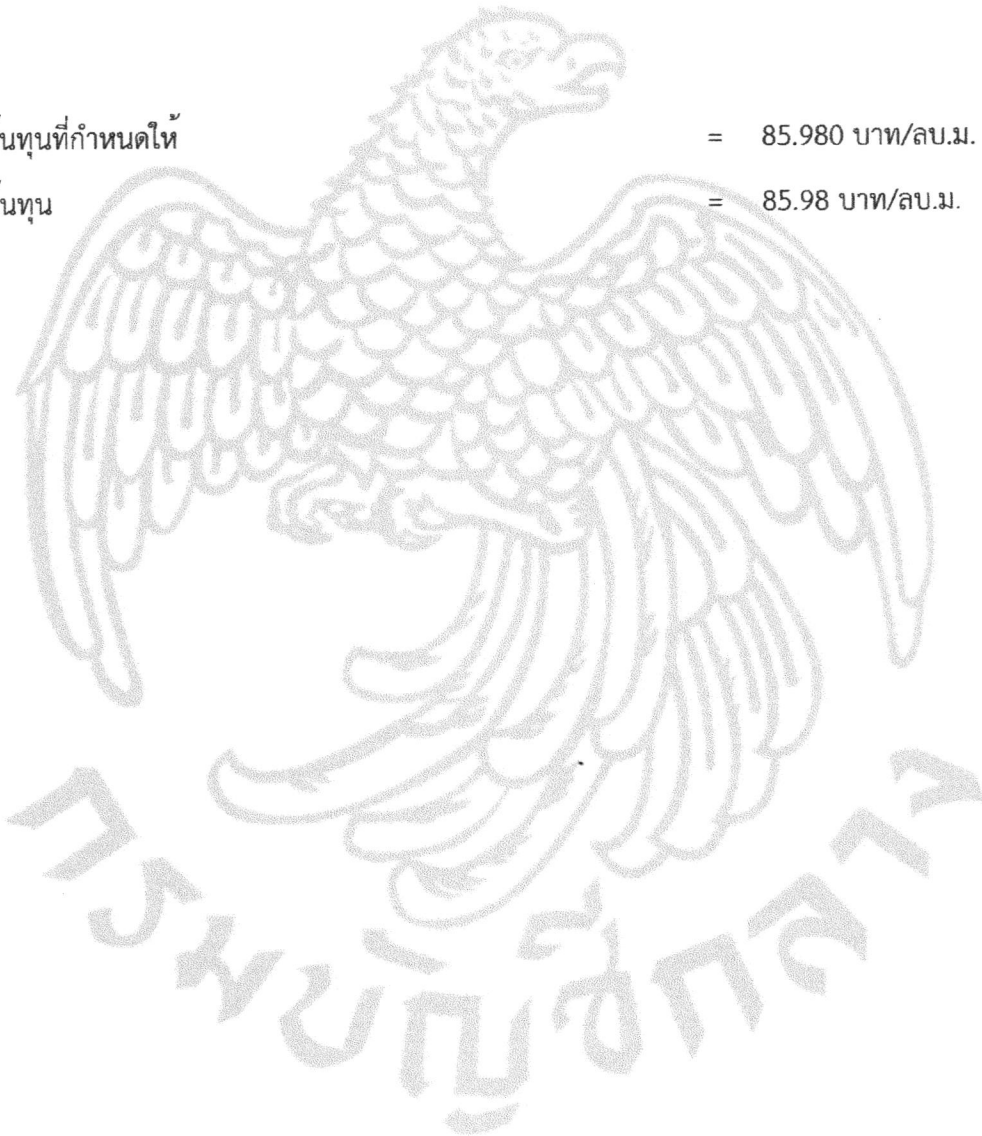 ้นทุนที่กำหนดให้ = 85.980 บาท/ลบ.ม.
้นทุน = 85.98 บาท/ลบ.ม.
กรมบัญชีกลาง